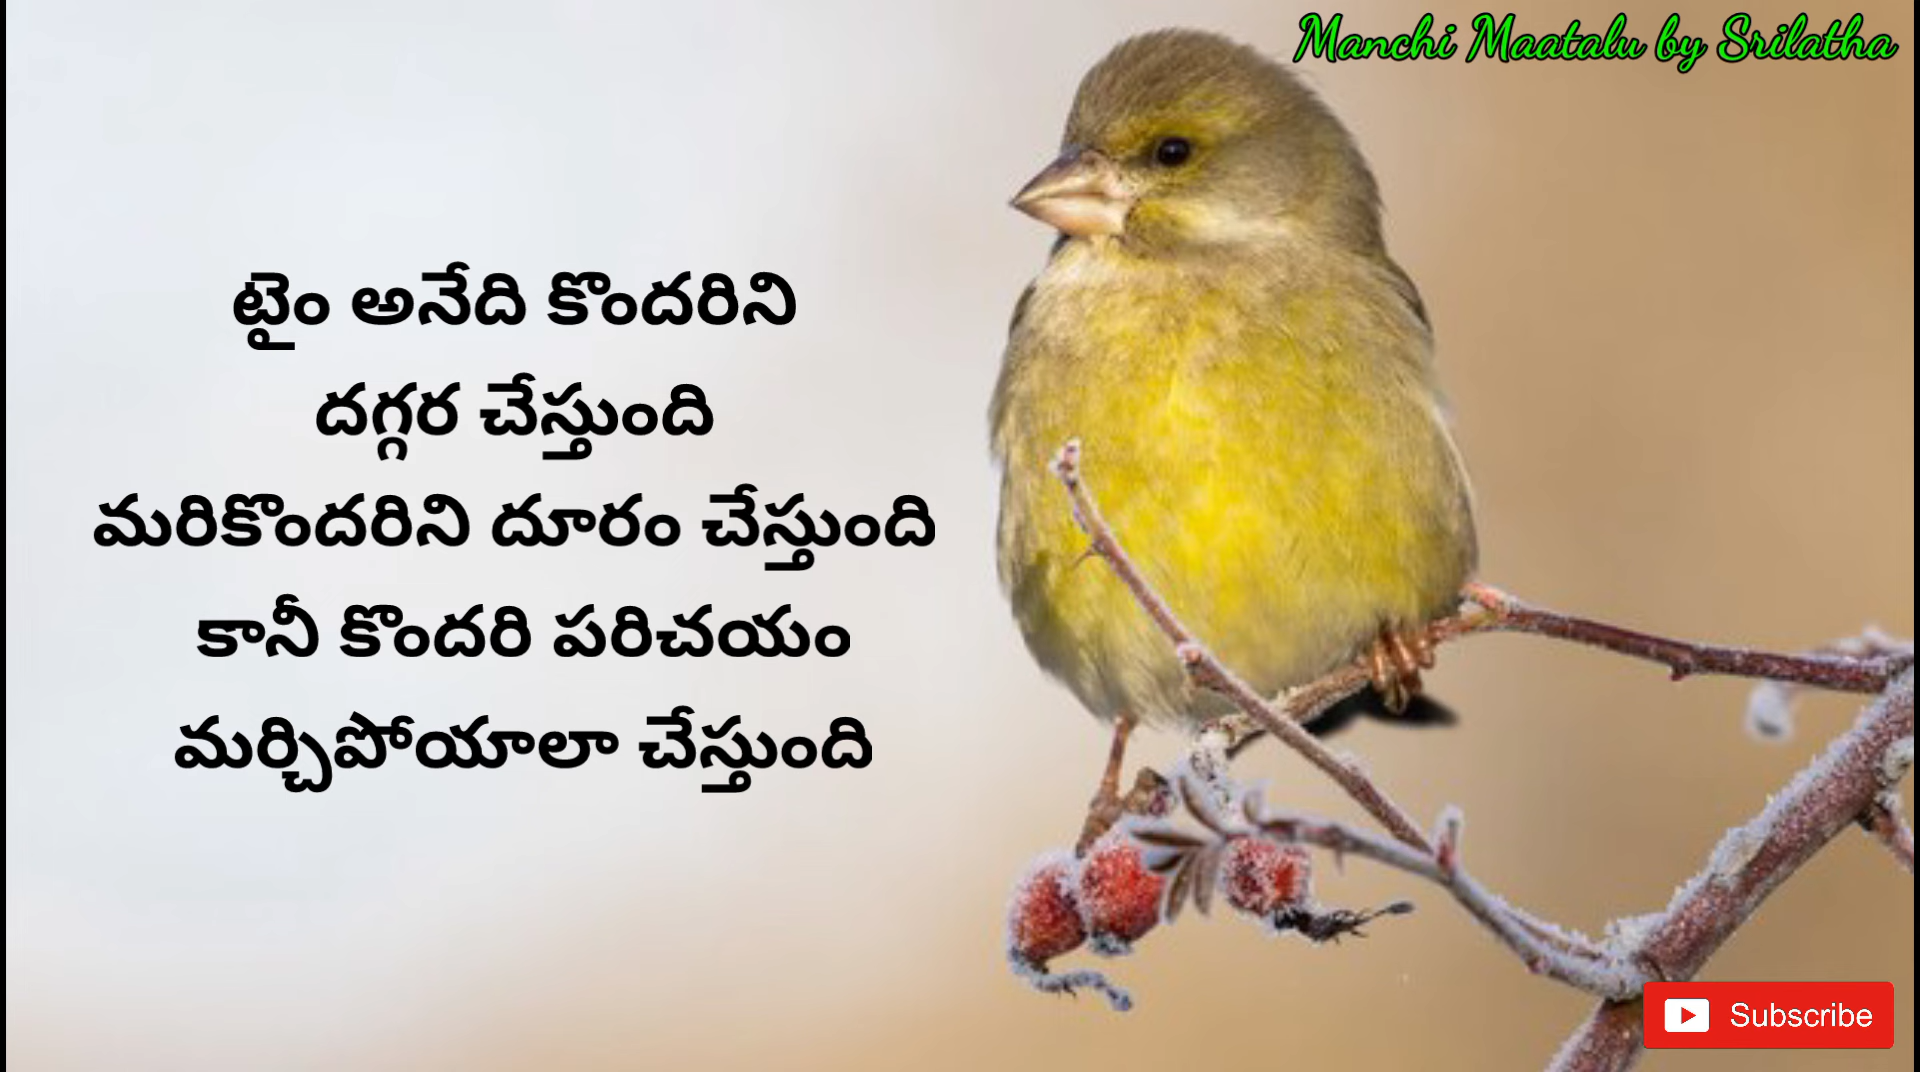 Manchi Maatalu by Srilatha
టైం అనేది కొందరిని
దగ్గర చేస్తుంది
మరికొందరిని దూరం చేస్తుంది
కానీ కొందరి పరిచయం
మర్చిపోయాలా చేస్తుంది
Subscribe